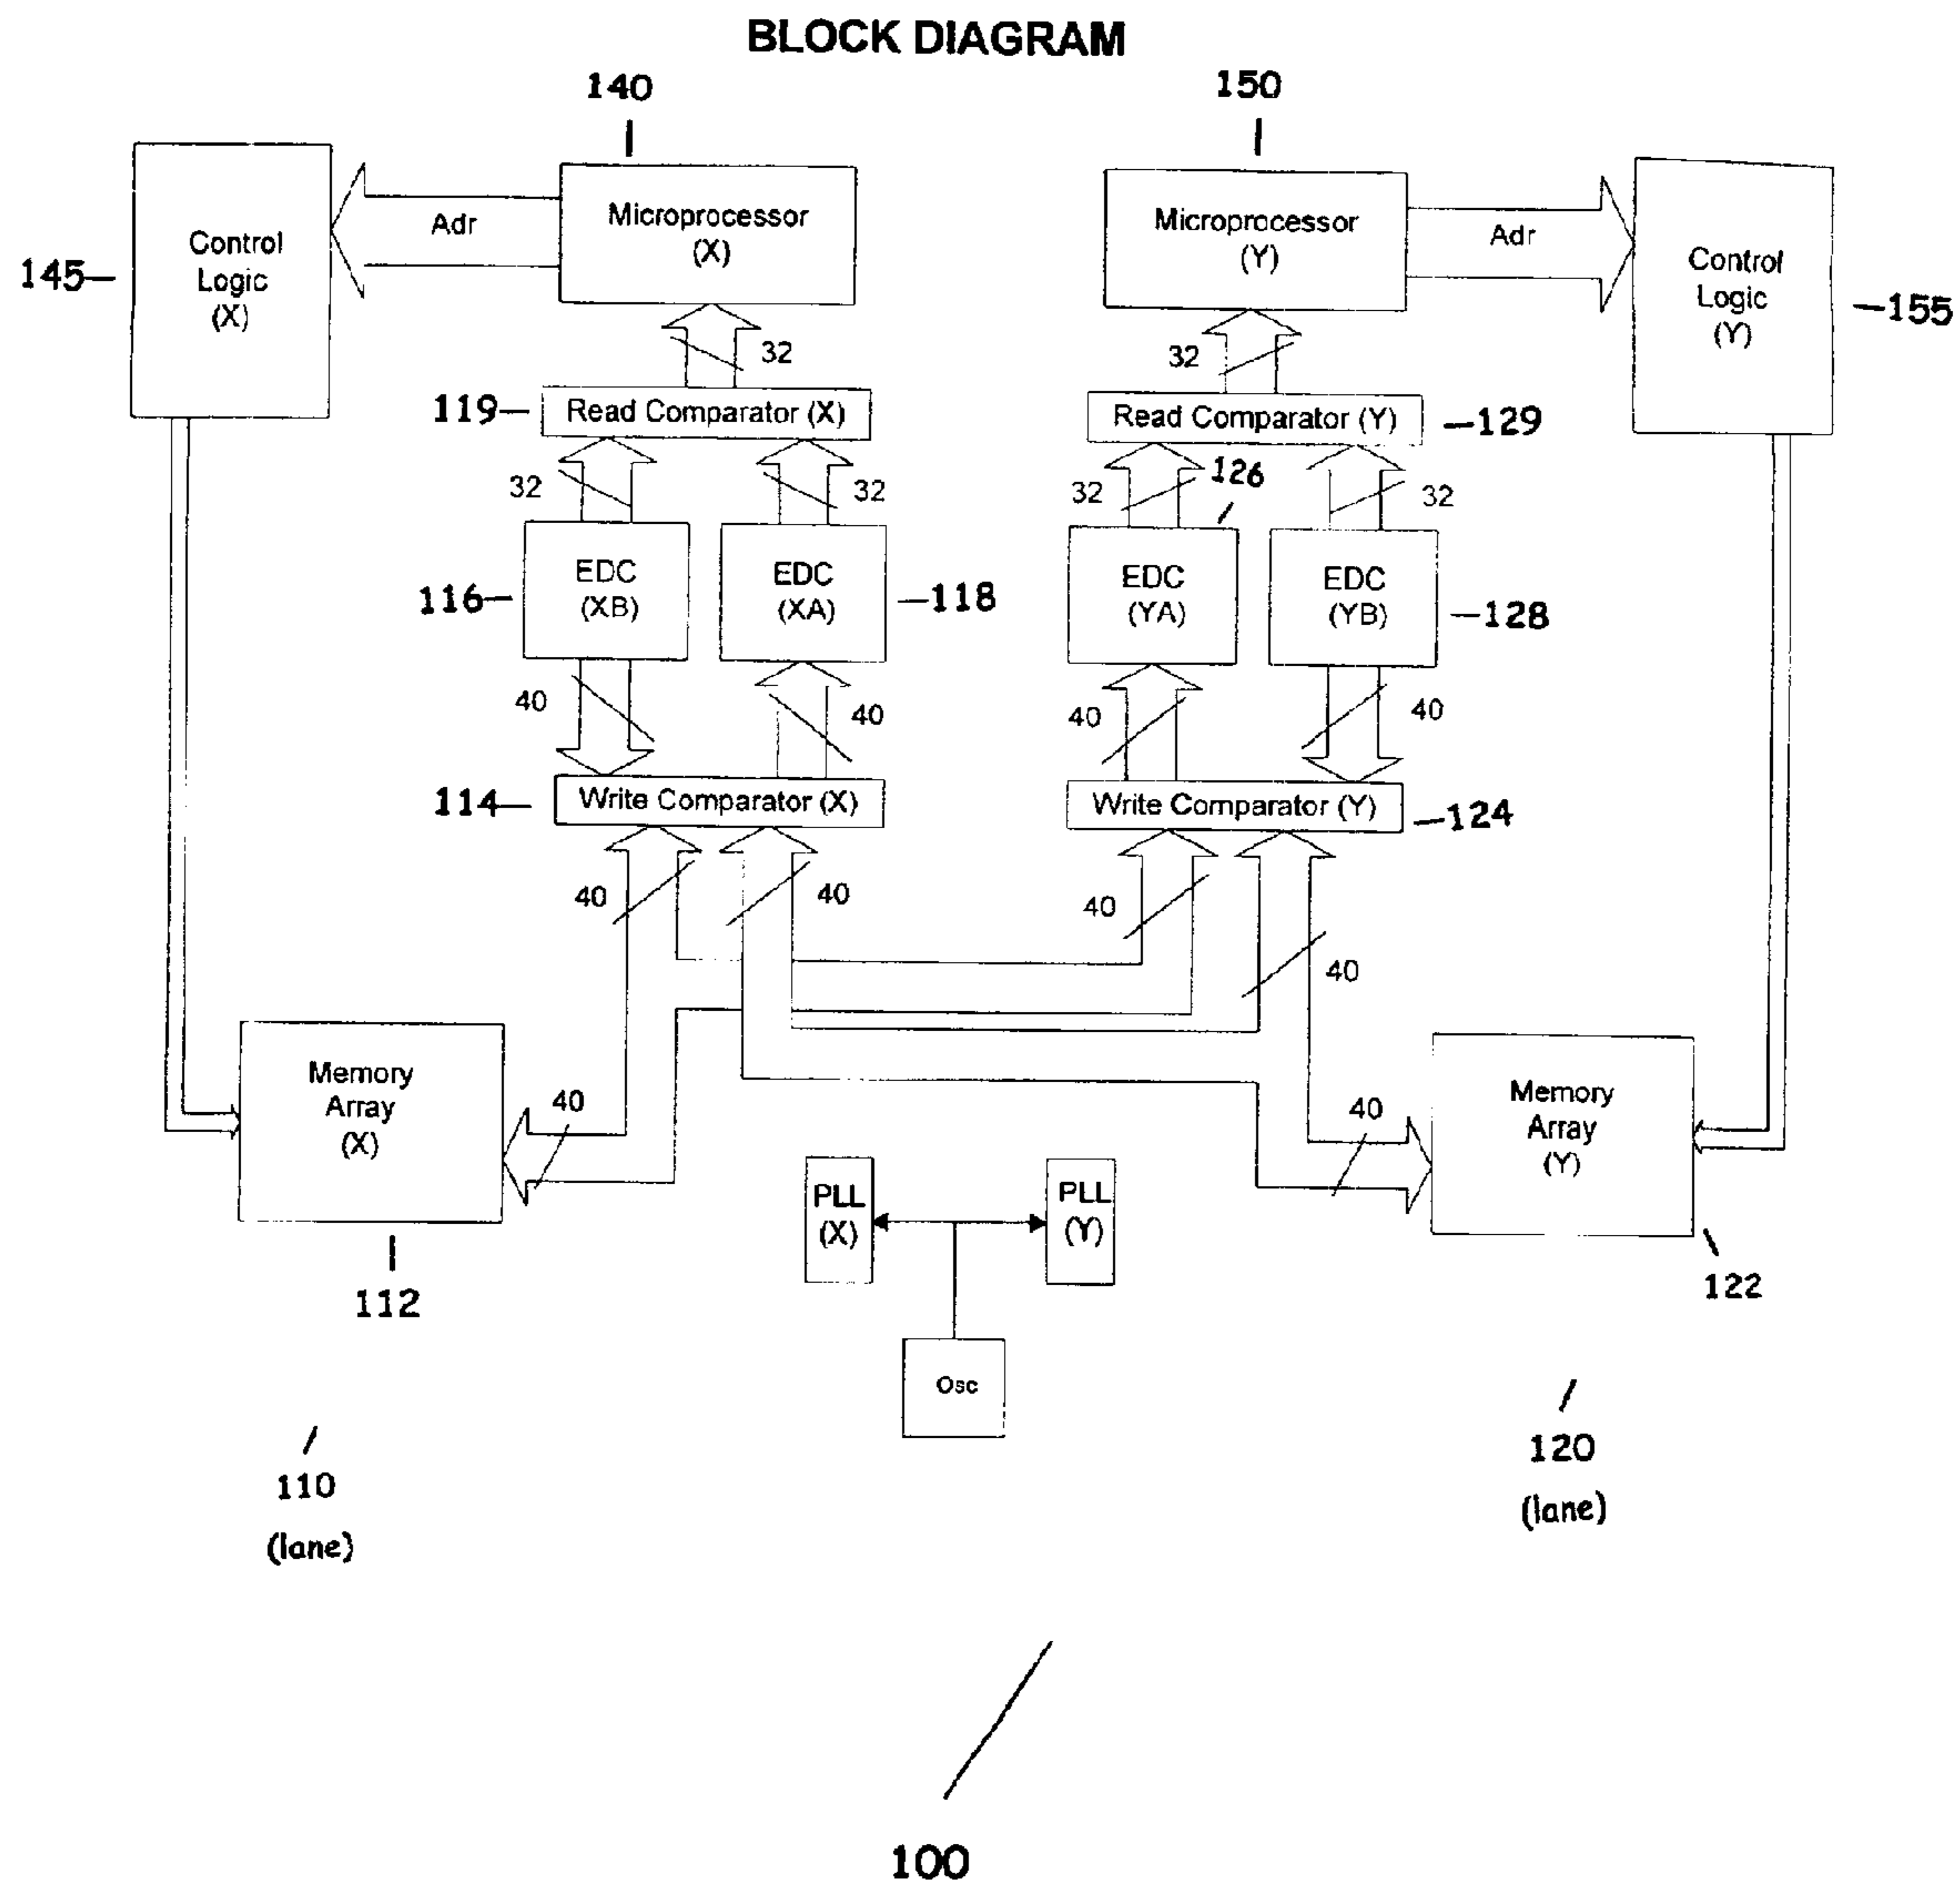 BLOCK DIAGRAM
140
150
Control
Logic
(X)
145
Adr
Microprocessor
(X)
Microprocessor
(Y)
Adr
Control
Logic
(Y)
155
32
32
119
Read Comparator (X)
Read Comparator (Y)
129
32
32
32
126
32
116
EDC
(XB)
EDC
(XA)
118
EDC
(YA)
EDC
(YB)
128
40
40
40
40
114
Write Comparator (X)
Write Comparator (Y)
124
40
40
40
40
Memory
Array
(X)
40
40
Memory
Array
(Y)
112
PLL
(X)
PLL
(Y)
122
Osc
110
(lane)
120
(lane)
100